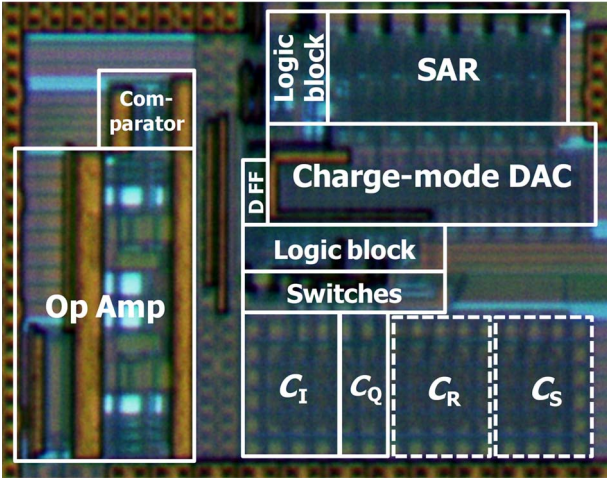 Logic
block
SAR
Com-
parator
D FF
Charge-mode DAC
Logic block
Op Amp
Switches
CI
CQ
CR
CS